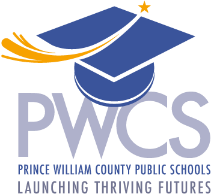 PWCS
PRINCE WILLIAM COUNTY PUBLIC SCHOOLS
LAUNCHING THRIVING FUTURES